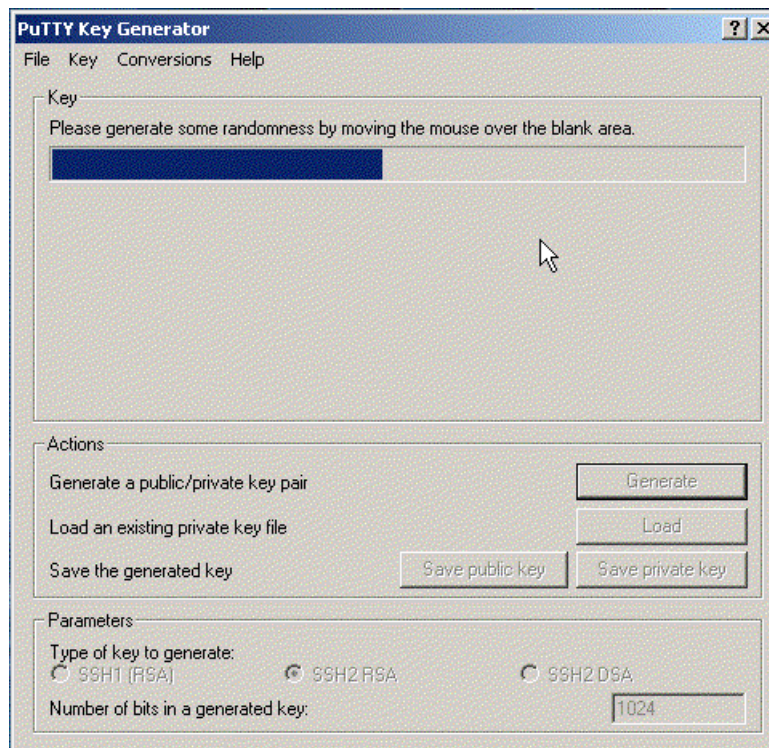 PuTTY Key Generator
File Key Conversions Help
Key
Please generate some randomness by moving the mouse over the blank area.
Actions
Generate a public/private key pair
Generate
Load an existing private key file
Load
Save the generated key
Save public key
Save private key
Parameters
Type of key to generate:
SSH1 (RSA) SSH2 RSA SSH2 DSA
Number of bits in a generated key:
1024